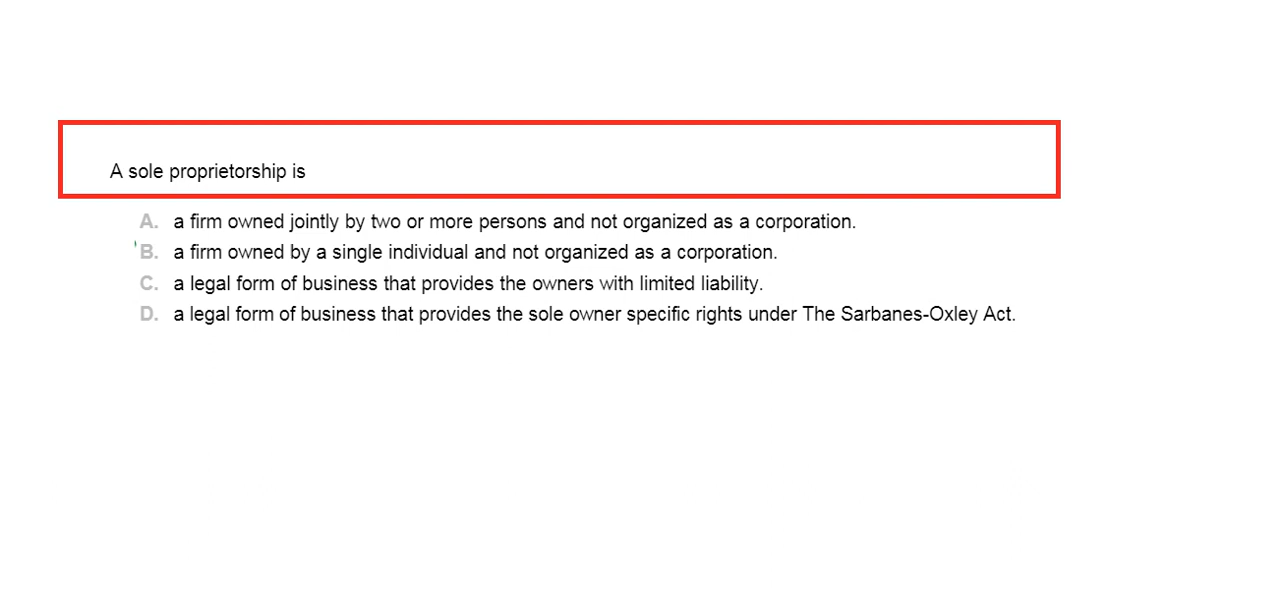 A sole proprietorship is
A. a firm owned jointly by two or more persons and not organized as a corporation.
B. a firm owned by a single individual and not organized as a corporation.
C. a legal form of business that provides the owners with limited liability.
D. a legal form of business that provides the sole owner specific rights under The Sarbanes-Oxley Act.